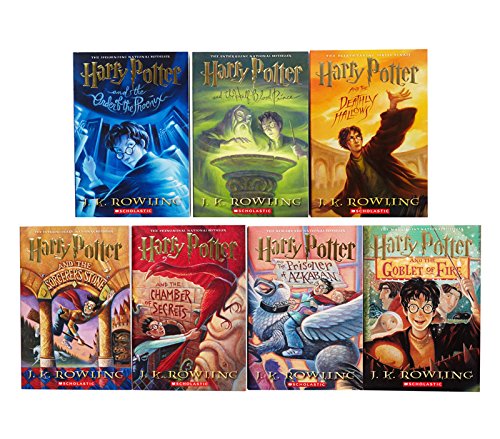 Harry Potter
and the
Order of the Phoenix
J. K. ROWLING
SCHOLASTIC
Harry Potter
and the Half-Blood Prince
J. K. ROWLING
SCHOLASTIC
Harry Potter
AND THE
DEATHLY
HALLOWS
J. K. ROWLING
SCHOLASTIC
Harry Potter
AND THE
SORCERER'S STONE
J. K. ROWLING
SCHOLASTIC
Harry Potter
AND THE
CHAMBER OF
SECRETS
J. K. ROWLING
SCHOLASTIC
Harry Potter
AND THE
Prisoner of
AZKABAN
J. K. ROWLING
SCHOLASTIC
Harry Potter
AND THE
GOBLET OF FIRE
J. K. ROWLING
SCHOLASTIC